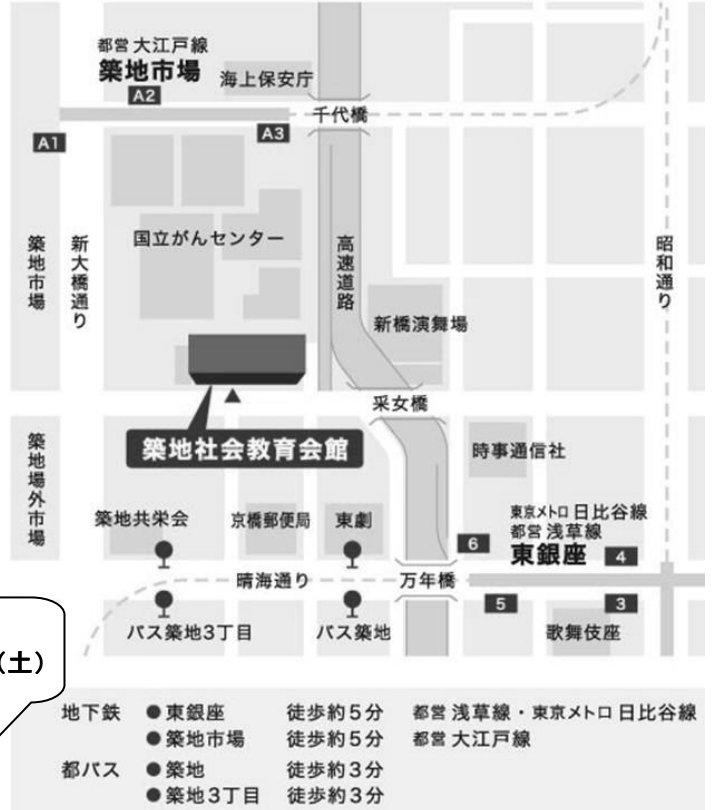 都営 大江戸線
築地市場
A2
海上保安庁
A1
A3
千代橋
国立がんセンター
築地市場
新大橋通り
高速道路
昭和通り
新橋演舞場
采女橋
築地社会教育会館
時事通信社
築地場外市場
築地共栄会
京橋郵便局
東劇
東京メトロ 日比谷線
都営 浅草線
東銀座
6
4
晴海通り
万年橋
5
3
バス築地3丁目
バス築地
歌舞伎座
(土)
地下鉄 ●東銀座 徒歩約5分 都営 浅草線・東京メトロ 日比谷線
●築地市場 徒歩約5分 都営 大江戸線
都バス ●築地 徒歩約3分
●築地3丁目 徒歩約3分